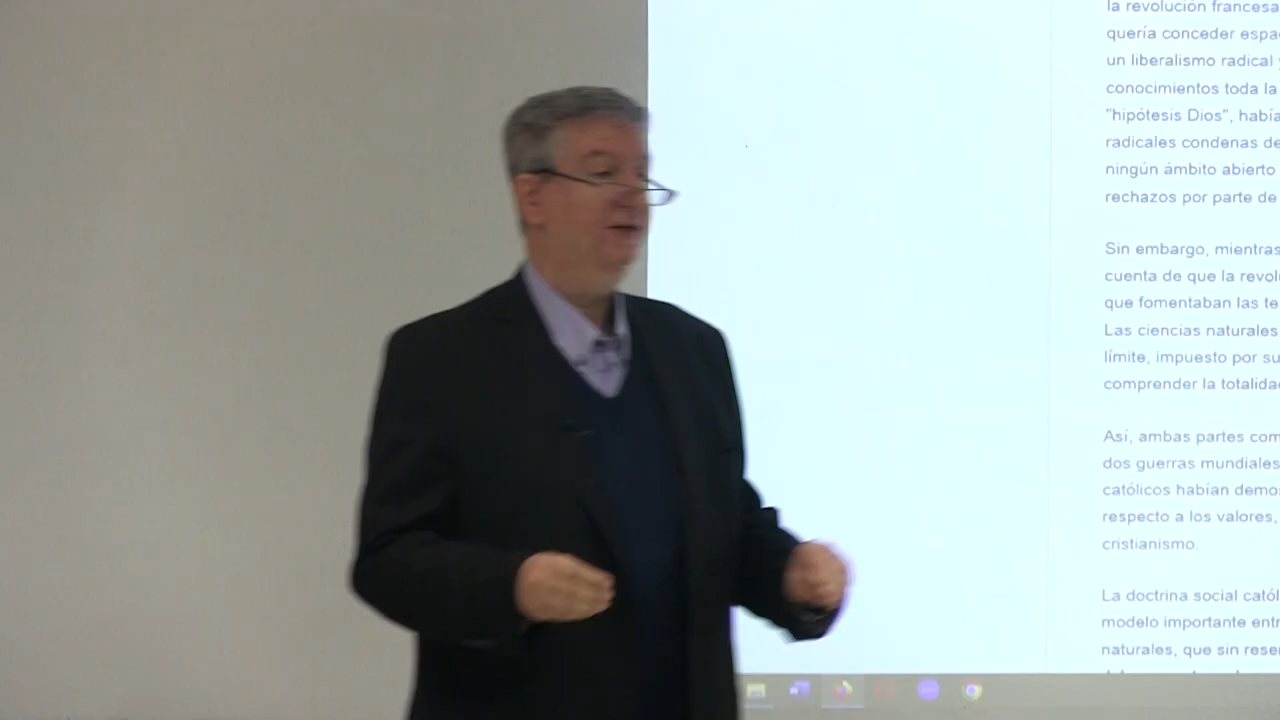 la revolución francesa
quería conceder espa
un liberalismo radical y
conocimientos toda la
"hipótesis Dios", había
radicales condenas de
ningún ámbito abierto
rechazos por parte de
Sin embargo, mientras
cuenta de que la revol
que fomentaban las te
Las ciencias naturales
límite, impuesto por su
comprender la totalida
Así, ambas partes com
dos guerras mundiales
católicos habían demos
respecto a los valores,
cristianismo.
La doctrina social catól
modelo importante entr
naturales, que sin rese